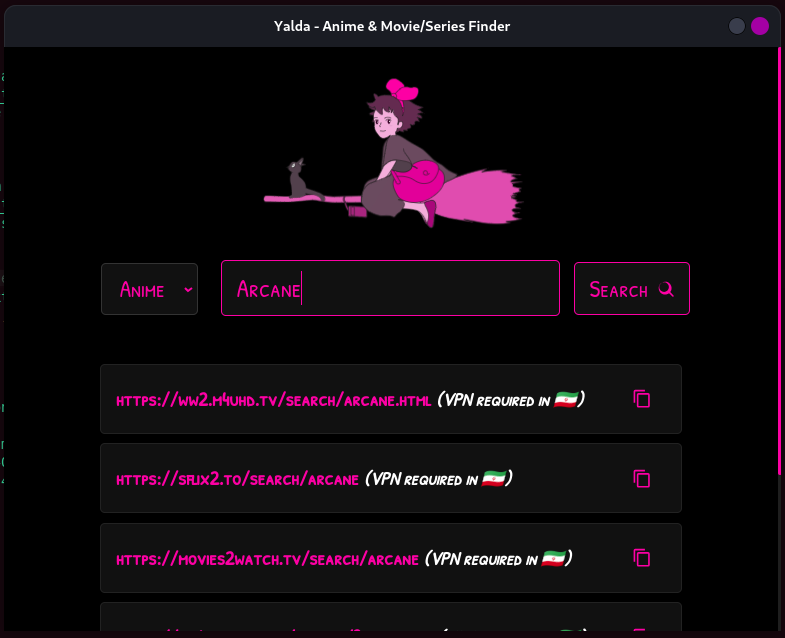 Yalda - Anime & Movie/Series Finder
Anime
Arcane
Search
https://ww2.m4uhd.tv/search/arcane.html (VPN required in 🇮🇷)
https://sflix2.to/search/arcane (VPN required in 🇮🇷)
https://movies2watch.tv/search/arcane (VPN required in 🇮🇷)